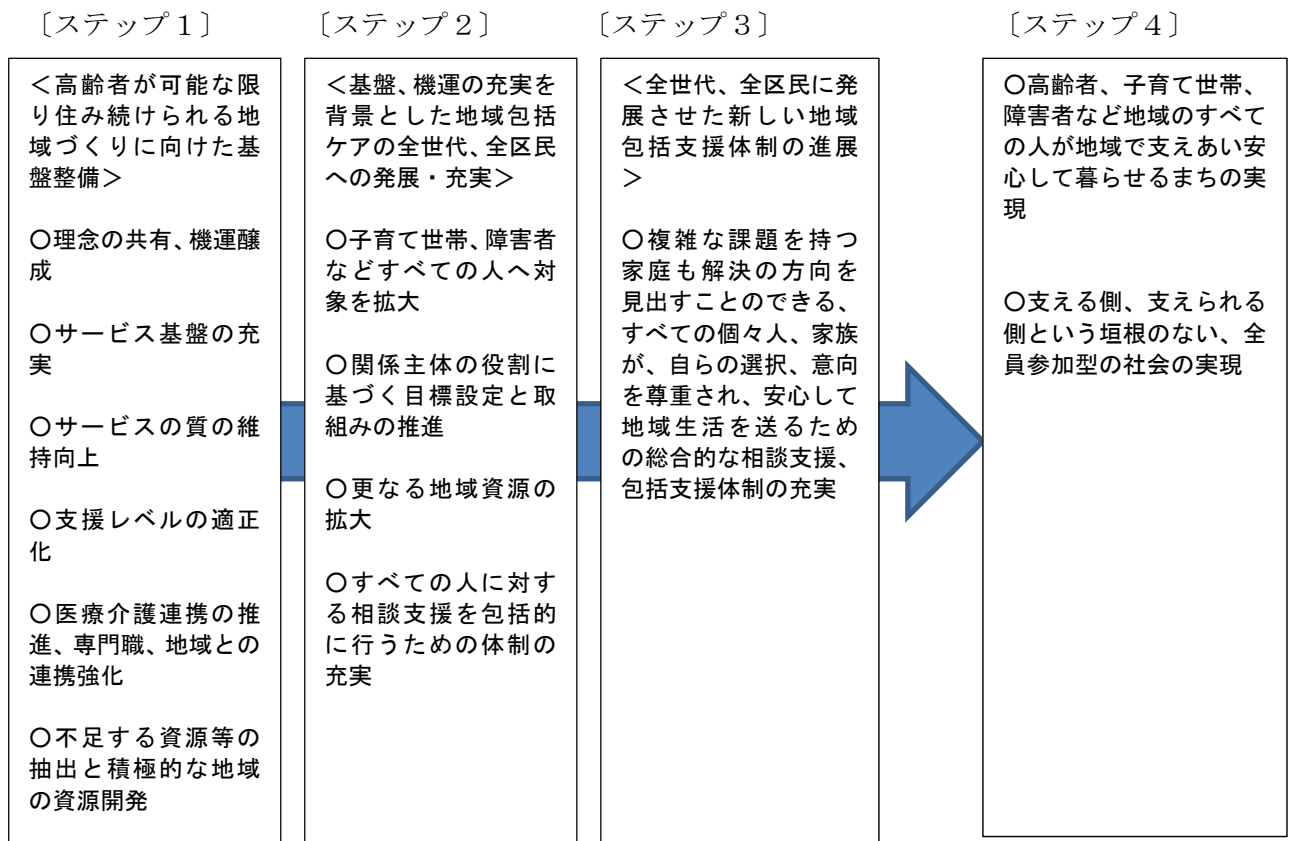 〔ステップ１〕
＜高齢者が可能な限
り住み続けられる地
域づくりに向けた基
盤整備＞
○理念の共有、機運醸
成
○サービス基盤の充
実
○サービスの質の維
持向上
○支援レベルの適正
化
○医療介護連携の推
進、専門職、地域との
連携強化
○不足する資源等の
抽出と積極的な地域
の資源開発
〔ステップ２〕
＜基盤、機運の充実を
背景とした地域包括
ケアの全世代、全区民
への発展・充実＞
○子育て世帯、障害者
などすべての人へ対
象を拡大
○関係主体の役割に
基づく目標設定と取
組みの推進
○更なる地域資源の
拡大
○すべての人に対す
る相談支援を包括的
に行うための体制の
充実
〔ステップ３〕
＜全世代、全区民に発
展させた新しい地域
包括支援体制の進展
＞
○複雑な課題を持つ
家庭も解決の方向を
見出すことのできる、
すべての個々人、家族
が、自らの選択、意向
を尊重され、安心して
地域生活を送るため
の総合的な相談支援、
包括支援体制の充実
〔ステップ４〕
○高齢者、子育て世帯、
障害者など地域のすべて
の人が地域で支えあい安
心して暮らせるまちの実
現
○支える側、支えられる
側という垣根のない、全
員参加型の社会の実現